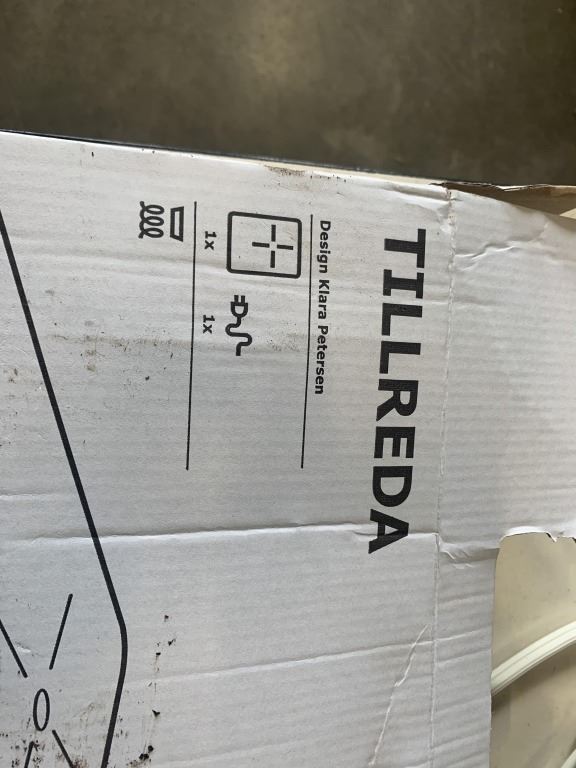 TILLREDA
Design Klara Petersen
1x 1x